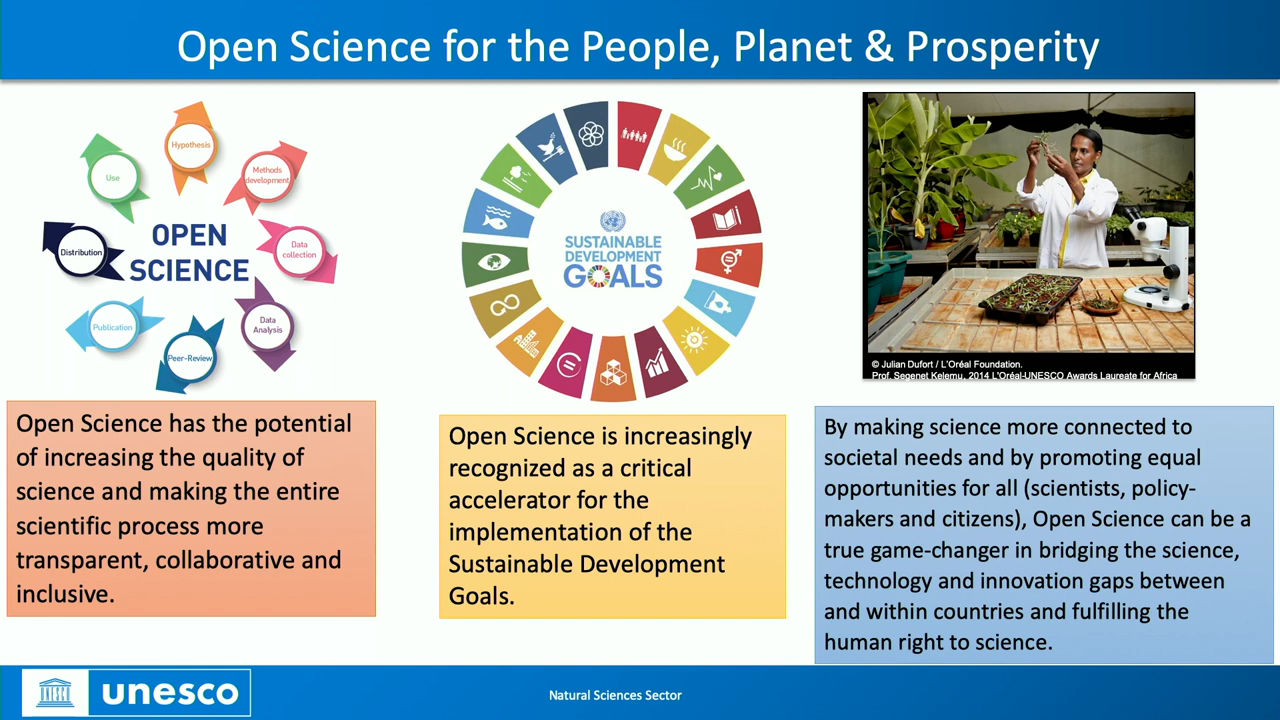 Open Science for the People, Planet & Prosperity
Hypothesis
Methods
development
Data
collection
Data
Analysis
Peer-Review
Publication
Distribution
Use
OPEN
SCIENCE
SUSTAINABLE
DEVELOPMENT
GOALS
© Julian Dufort / L'Oréal Foundation.
Prof. Segenet Kelemu, 2014 L'Oréal-UNESCO Awards Laureate for Africa
Open Science has the potential
of increasing the quality of
science and making the entire
scientific process more
transparent, collaborative and
inclusive.
Open Science is increasingly
recognized as a critical
accelerator for the
implementation of the
Sustainable Development
Goals.
By making science more connected to
societal needs and by promoting equal
opportunities for all (scientists, policy-
makers and citizens), Open Science can be a
true game-changer in bridging the science,
technology and innovation gaps between
and within countries and fulfilling the
human right to science.
unesco
Natural Sciences Sector